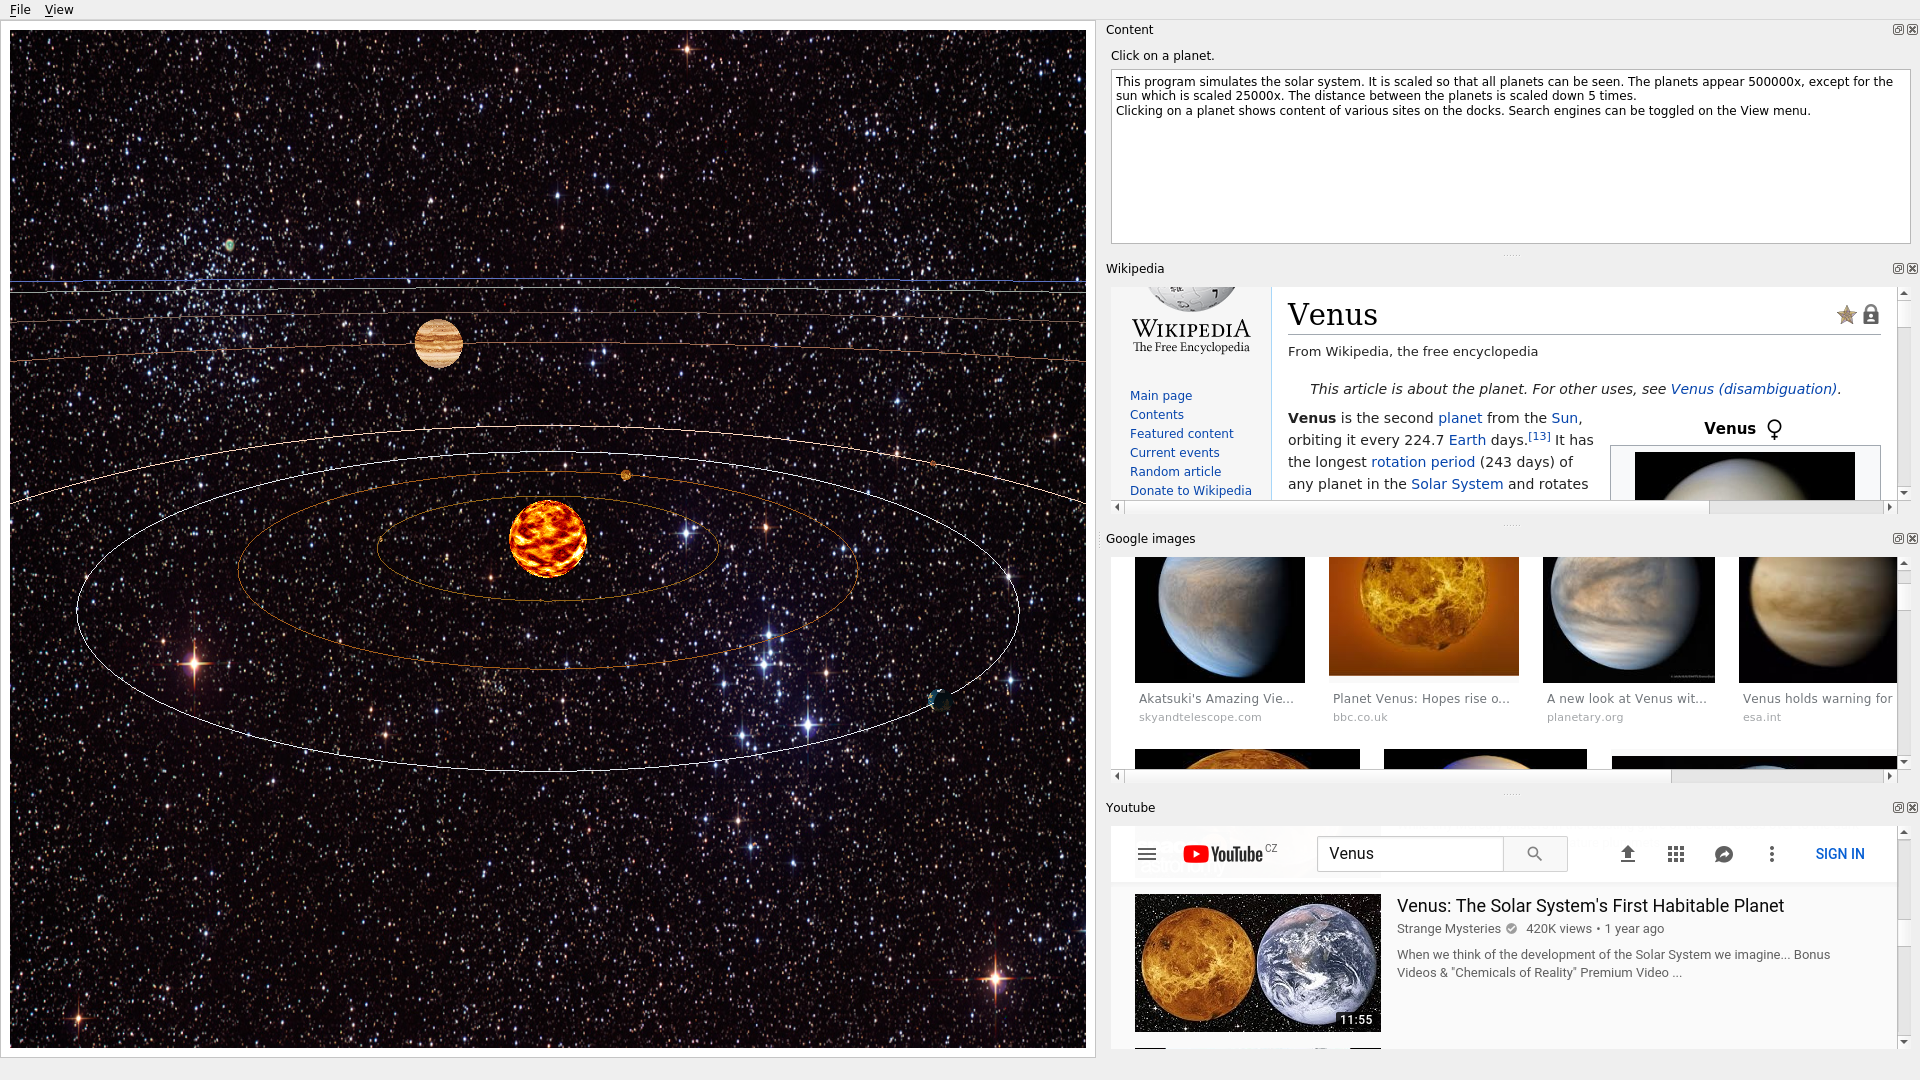 File View
Content
Click on a planet.
This program simulates the solar system. It is scaled so that all planets can be seen. The planets appear 500000x, except for the
sun which is scaled 25000x. The distance between the planets is scaled down 5 times.
Clicking on a planet shows content of various sites on the docks. Search engines can be toggled on the View menu.
Wikipedia
WIKIPEDIA
The Free Encyclopedia
Main page
Contents
Featured content
Current events
Random article
Donate to Wikipedia
Venus
From Wikipedia, the free encyclopedia
This article is about the planet. For other uses, see Venus (disambiguation).
Venus is the second planet from the Sun,
orbiting it every 224.7 Earth days.[13] It has
the longest rotation period (243 days) of
any planet in the Solar System and rotates
Venus ♀
Google images
Akatsuki's Amazing Vie...
skyandtelescope.com
Planet Venus: Hopes rise o...
bbc.co.uk
A new look at Venus wit...
planetary.org
Venus holds warning for
esa.int
Youtube
YouTube CZ
Venus
SIGN IN
11:55
Venus: The Solar System's First Habitable Planet
Strange Mysteries 420K views • 1 year ago
When we think of the development of the Solar System we imagine... Bonus
Videos & "Chemicals of Reality" Premium Video ...